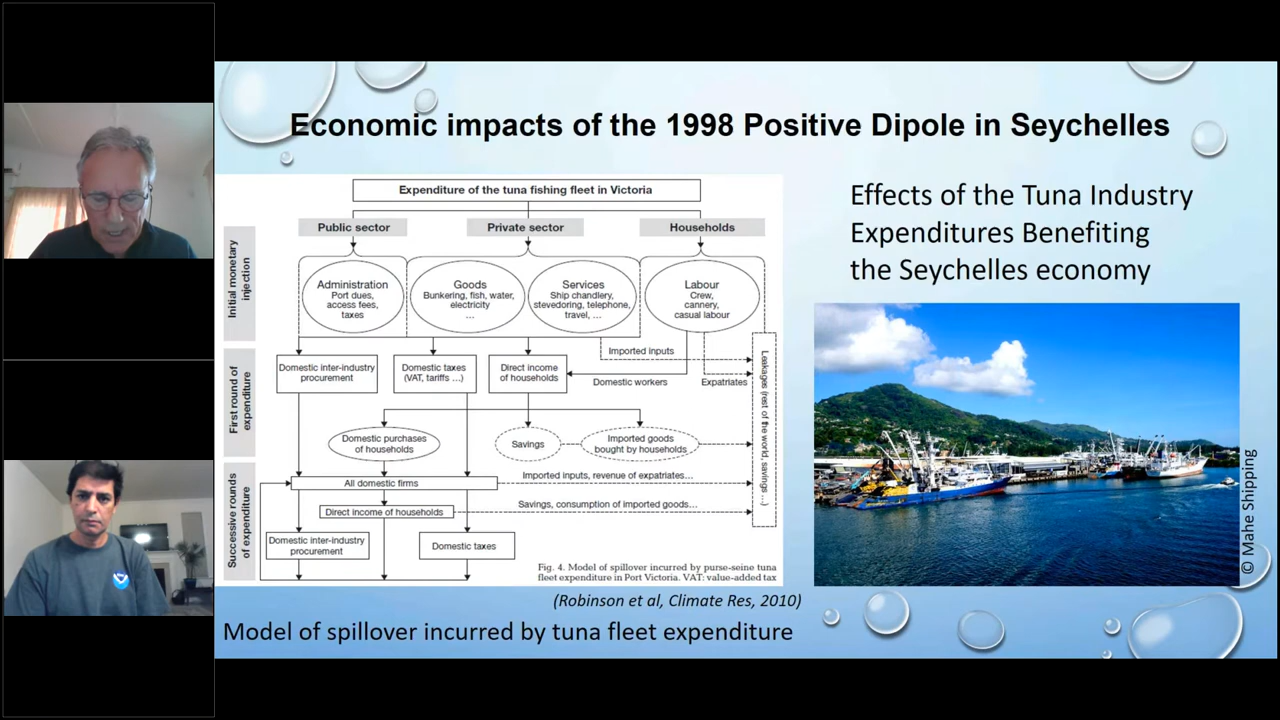 Economic impacts of the 1998 Positive Dipole in Seychelles
Expenditure of the tuna fishing fleet in Victoria
Public sector
Private sector
Households
Initial monetary
injection
Administration
Port dues,
access fees,
taxes
Goods
Bunkering, fish, water,
electricity
...
Services
Ship chandlery,
stevedoring, telephone,
travel, ...
Labour
Crew,
cannery,
casual labour
Imported inputs
Leakages (rest of the world, savings ...)
First round of
expenditure
Domestic inter-industry
procurement
Domestic taxes
(VAT, tariffs ...)
Direct income
of households
Domestic workers
Expatriates
Domestic purchases
of households
Savings
Imported goods
bought by households
Successive rounds
of expenditure
All domestic firms
Imported inputs, revenue of expatriates...
Direct income of households
Savings, consumption of imported goods...
Domestic inter-industry
procurement
Domestic taxes
Fig. 4. Model of spillover incurred by purse-seine tuna
fleet expenditure in Port Victoria. VAT: value-added tax
(Robinson et al, Climate Res, 2010)
Model of spillover incurred by tuna fleet expenditure
Effects of the Tuna Industry
Expenditures Benefiting
the Seychelles economy
© Mahe Shipping